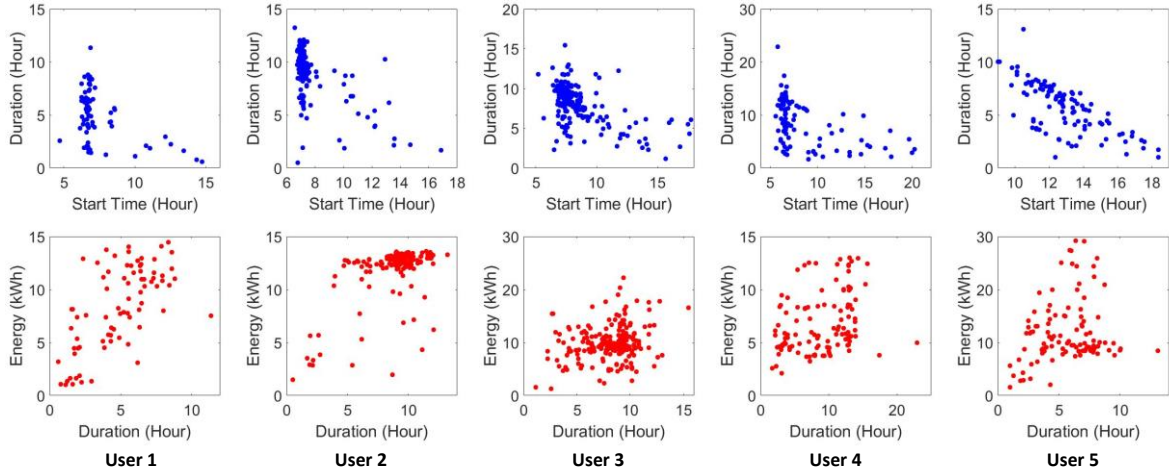 15
10
5
0
Duration (Hour)
5 10 15
Start Time (Hour)
15
10
5
0
Duration (Hour)
6 8 10 12 14 16 18
Start Time (Hour)
20
15
10
5
0
Duration (Hour)
5 10 15
Start Time (Hour)
30
20
10
0
Duration (Hour)
5 10 15 20
Start Time (Hour)
15
10
5
0
Duration (Hour)
10 12 14 16 18
Start Time (Hour)
15
10
5
0
Energy (kWh)
0 5 10
Duration (Hour)
User 1
15
10
5
0
Energy (kWh)
0 5 10
Duration (Hour)
User 2
30
20
10
0
Energy (kWh)
0 5 10 15
Duration (Hour)
User 3
15
10
5
0
Energy (kWh)
0 10 20
Duration (Hour)
User 4
30
20
10
0
Energy (kWh)
0 5 10
Duration (Hour)
User 5